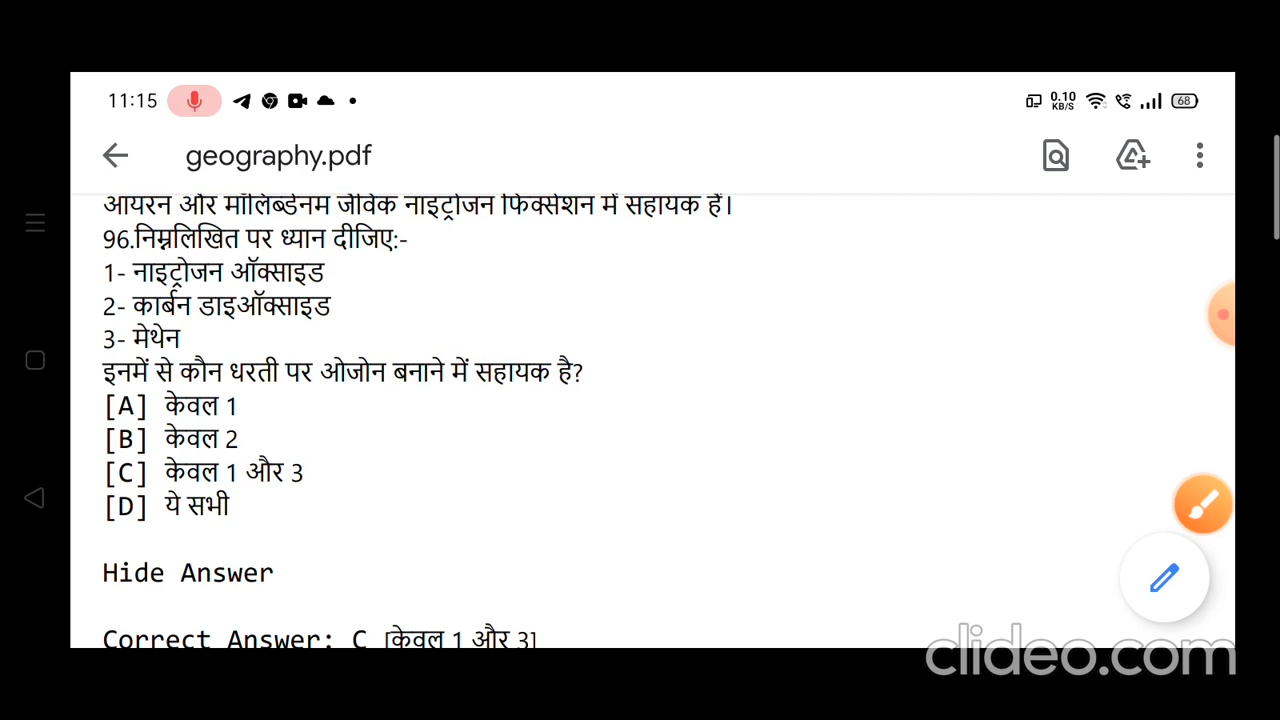 11:15
0.10
KB/S
68
geography.pdf
आयरन और मॉलिब्डेनम जैविक नाइट्रोजन फिक्सेशन में सहायक हैं।
96.निम्नलिखित पर ध्यान दीजिए:-
1- नाइट्रोजन ऑक्साइड
2- कार्बन डाइऑक्साइड
3- मेथेन
इनमें से कौन धरती पर ओजोन बनाने में सहायक है?
[A] केवल 1
[B] केवल 2
[C] केवल 1 और 3
[D] ये सभी
Hide Answer
Correct Answer: C [केवल 1 और 3]
clideo.com